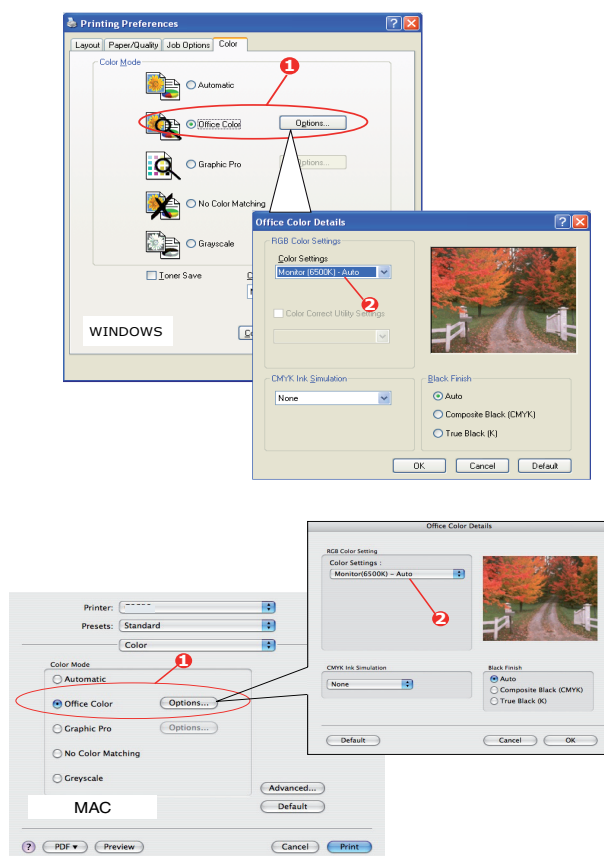 Printing Preferences
Layout Paper/Quality Job Options Color
Color Mode
1
Automatic
Office Color Options...
Graphic Pro Options...
No Color Matching
Grayscale
Toner Save
WINDOWS
Office Color Details
RGB Color Settings
Color Settings
Monitor (6500K) - Auto
2
Color Correct Utility Settings
CMYK Ink Simulation
None
Black Finish
Auto
Composite Black (CMYK)
True Black (K)
OK Cancel Default
Office Color Details
RGB Color Setting
Color Settings :
Monitor(6500K) – Auto
2
CMYK Ink Simulation
None
Black Finish
Auto
Composite Black (CMYK)
True Black (K)
Default Cancel OK
Printer:
Presets: Standard
Color
Color Mode
1
Automatic
Office Color Options...
Graphic Pro Options...
No Color Matching
Greyscale
Advanced...
Default
MAC
? PDF ▾ Preview Cancel Print